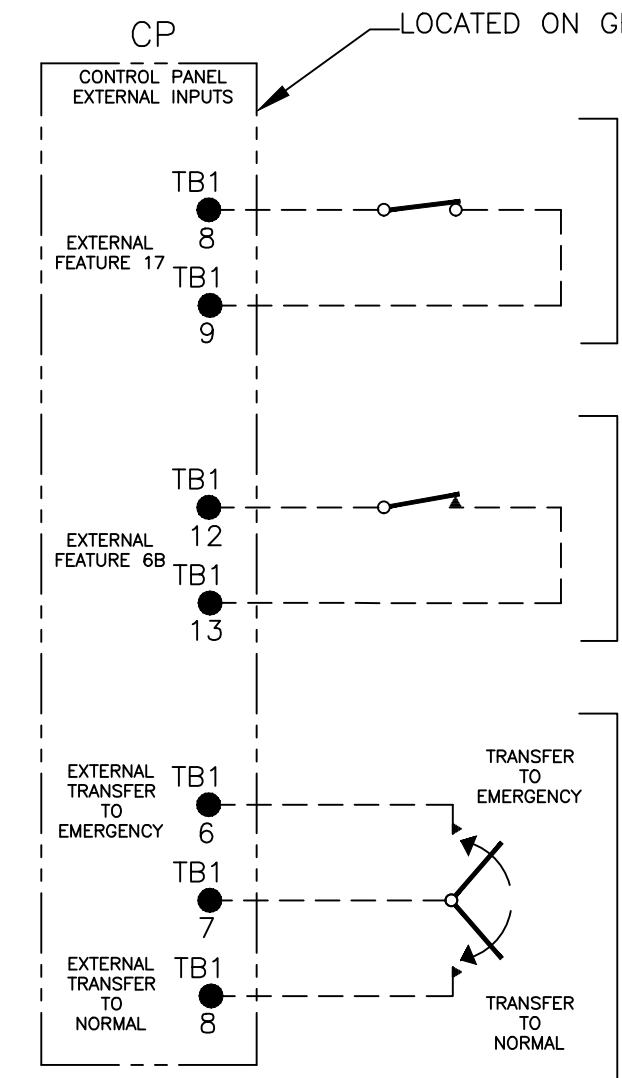 CP
LOCATED ON
CONTROL PANEL
EXTERNAL INPUTS
TB1
8
EXTERNAL
FEATURE 17
TB1
9
TB1
12
EXTERNAL
FEATURE 6B
TB1
13
EXTERNAL
TRANSFER
TO
EMERGENCY
TB1
6
TRANSFER
TO
EMERGENCY
TB1
7
EXTERNAL
TRANSFER
TO
NORMAL
TB1
8
TRANSFER
TO
NORMAL